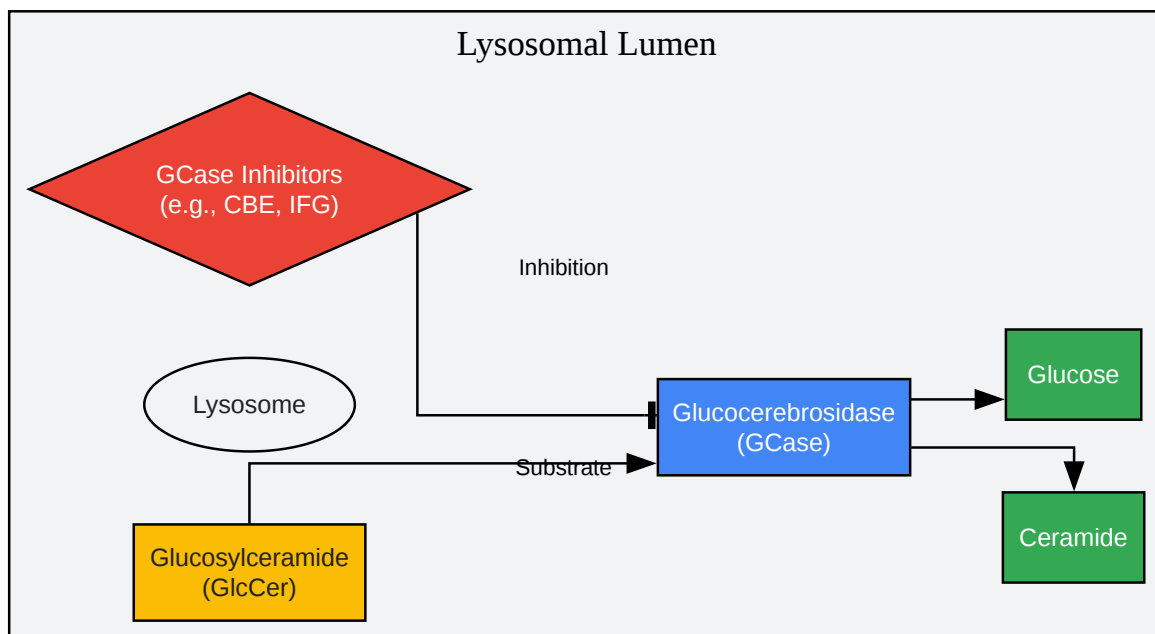 Lysosomal Lumen
GCase Inhibitors
(e.g., CBE, IFG)
Inhibition
Lysosome
Glucocerebrosidase
(GCase)
Glucose
Substrate
Glucosylceramide
(GlcCer)
Ceramide